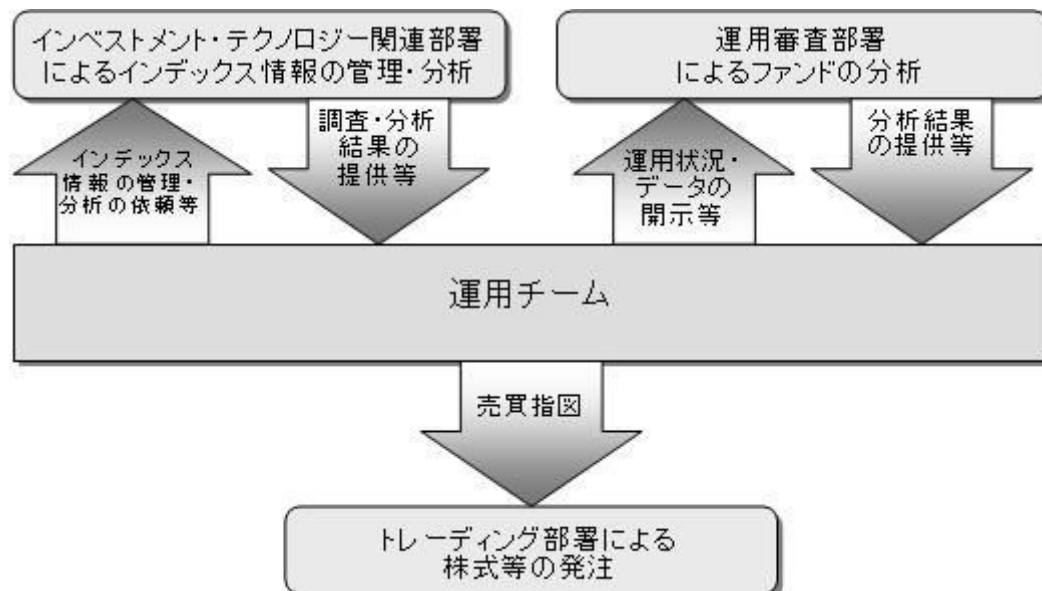 インベストメント・テクノロジー関連部署
によるインデックス情報の管理・分析
運用審査部署
によるファンドの分析
インデックス
情報の管理・
分析の依頼等
調査・分析
結果の
提供等
運用状況・
データの
開示等
分析結果
の提供等
運用チーム
売買指図
トレーディング部署による
株式等の発注